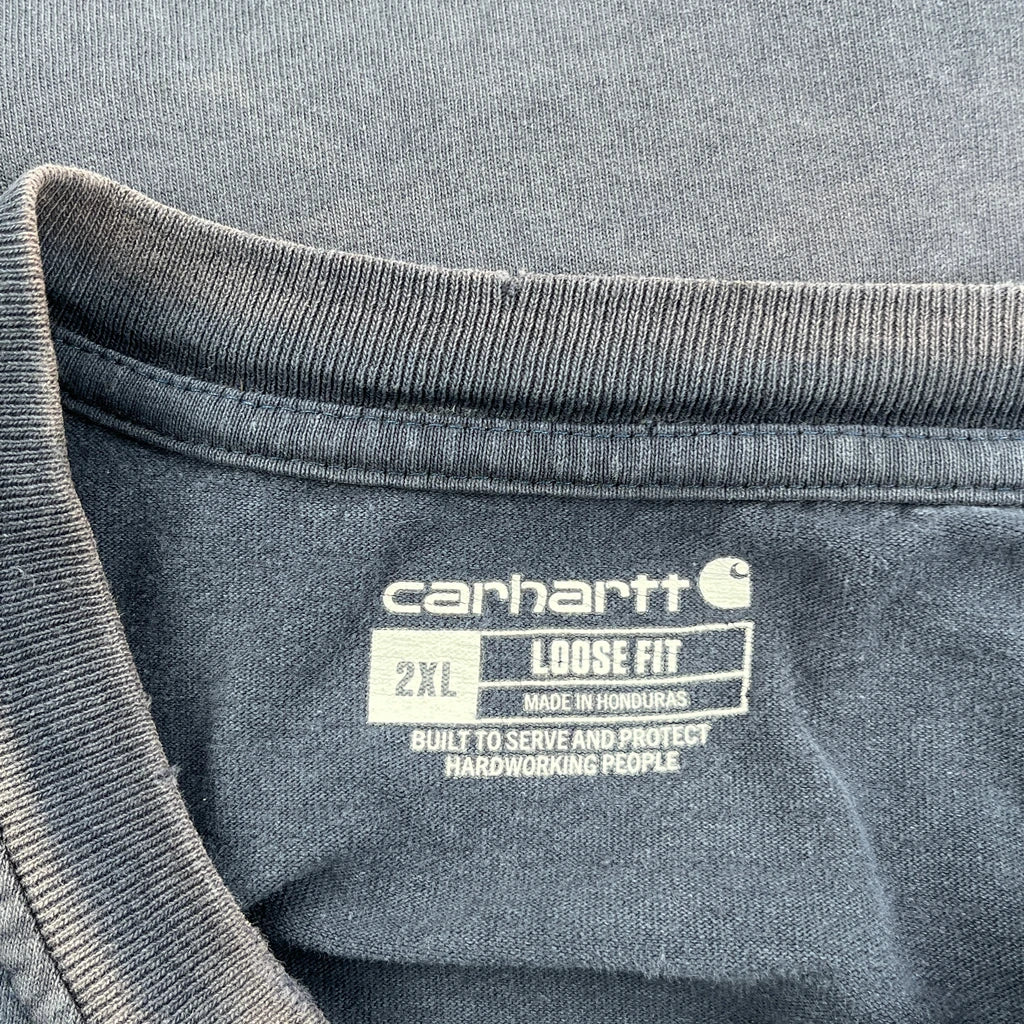 carhartt
2XL
LOOSE FIT
MADE IN HONDURAS
BUILT TO SERVE AND PROTECT
HARDWORKING PEOPLE